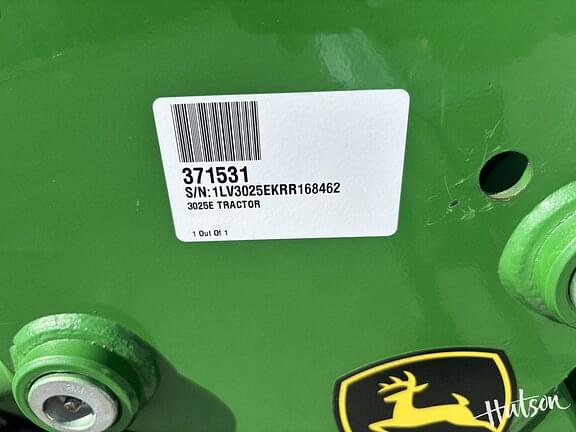 371531
S/N:1LV3025EKRR168462
3025E TRACTOR
1 Out Of 1
Hutson